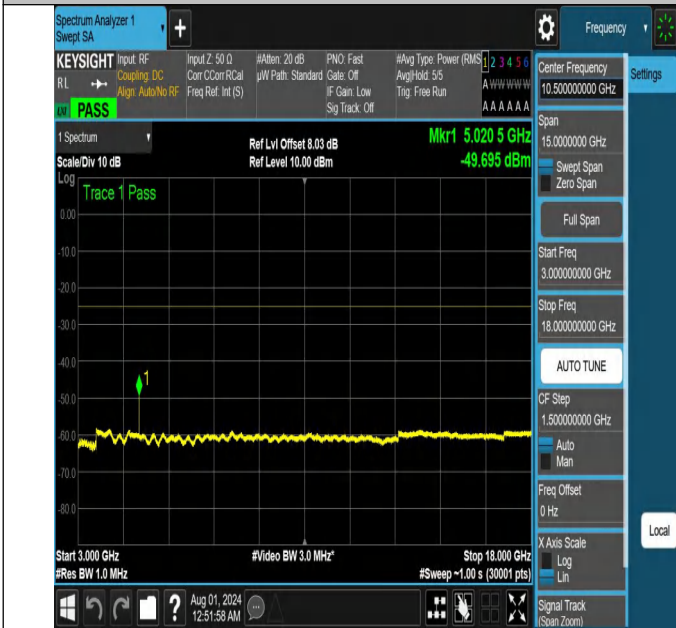 Spectrum Analyzer 1
Swept SA
+
Frequency
KEYSIGHT
RL
Input: RF
Coupling: DC
Align: Auto/No RF
Input Z: 50 Ω
Corr CCorr RCal
Freq Ref: Int (S)
#Atten: 20 dB
µW Path: Standard
PNO: Fast
Gate: Off
IF Gain: Low
Sig Track: Off
#Avg Type: Power (RMS
Avg|Hold: 5/5
Trig: Free Run
1 2 3 4 5 6
A W W W W W
A A A A A A
PASS
1 Spectrum
Scale/Div 10 dB
Ref Lvl Offset 8.03 dB
Ref Level 10.00 dBm
Mkr1 5.020 5 GHz
-49.695 dBm
Log
Trace 1 Pass
0.00
-10.0
-20.0
-30.0
-40.0
-50.0
-60.0
-70.0
-80.0
1
Start 3.000 GHz
#Res BW 1.0 MHz
#Video BW 3.0 MHz*
Stop 18.000 GHz
#Sweep ~1.00 s (30001 pts)
Aug 01, 2024
12:51:58 AM
?
Center Frequency
10.500000000 GHz
Settings
Span
15.0000000 GHz
Swept Span
Zero Span
Full Span
Start Freq
3.000000000 GHz
Stop Freq
18.000000000 GHz
AUTO TUNE
CF Step
1.500000000 GHz
Auto
Man
Freq Offset
0 Hz
Local
X Axis Scale
Log
Lin
Signal Track
(Span Zoom)